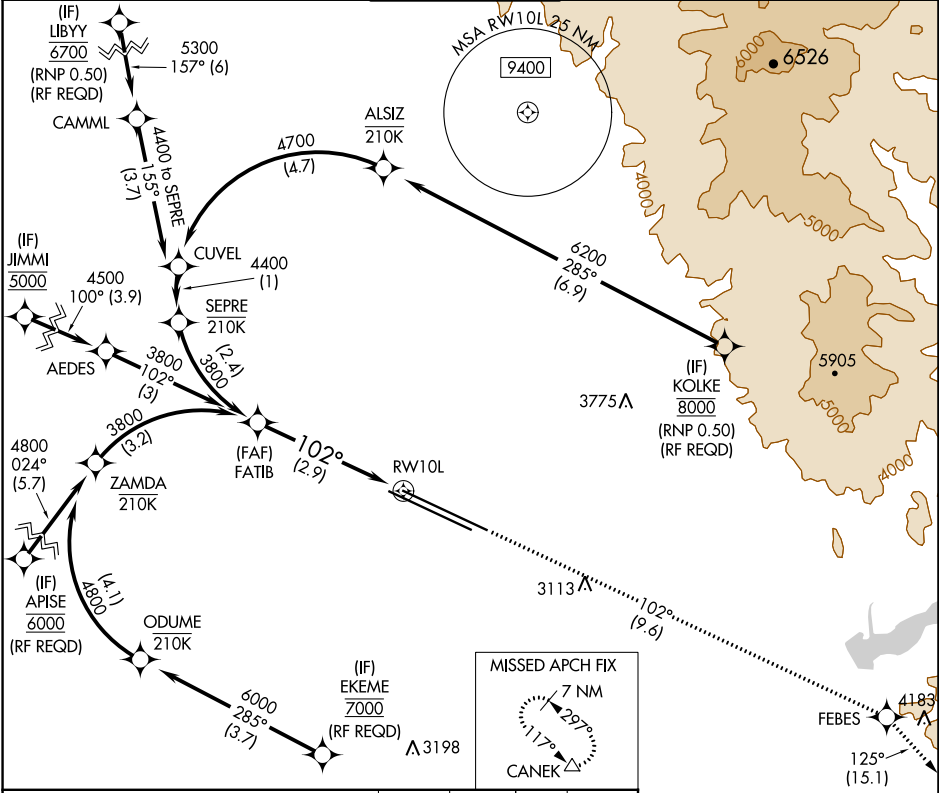 (IF)
LIBYY
6700
(RNP 0.50)
(RF REQD)
5300
157° (6)
CAMML
4400 to SEPRE
155°
(3.7)
MSA RW10L 25 NM
9400
ALSIZ
210K
4700
(4.7)
6000
6526
4000
5000
6200
285°
(6.9)
CUVEL
4400
(1)
SEPRE
210K
(2.4)
3800
(IF)
JIMMI
5000
4500
100° (3.9)
AEDES
3800
102°
(3)
(IF)
KOLKE
8000
(RNP 0.50)
(RF REQD)
3775
5905
5000
4000
3800
(3.2)
(FAF)
FATIB
102°
(2.9)
RW10L
4800
024°
(5.7)
ZAMDA
210K
(IF)
APISE
6000
(RF REQD)
(4.1)
4800
ODUME
210K
6000
285°
(3.7)
(IF)
EKEME
7000
(RF REQD)
3198
3113
102°
(9.6)
MISSED APCH FIX
7 NM
297°
117°
CANEK
FEBES
4183
125°
(15.1)